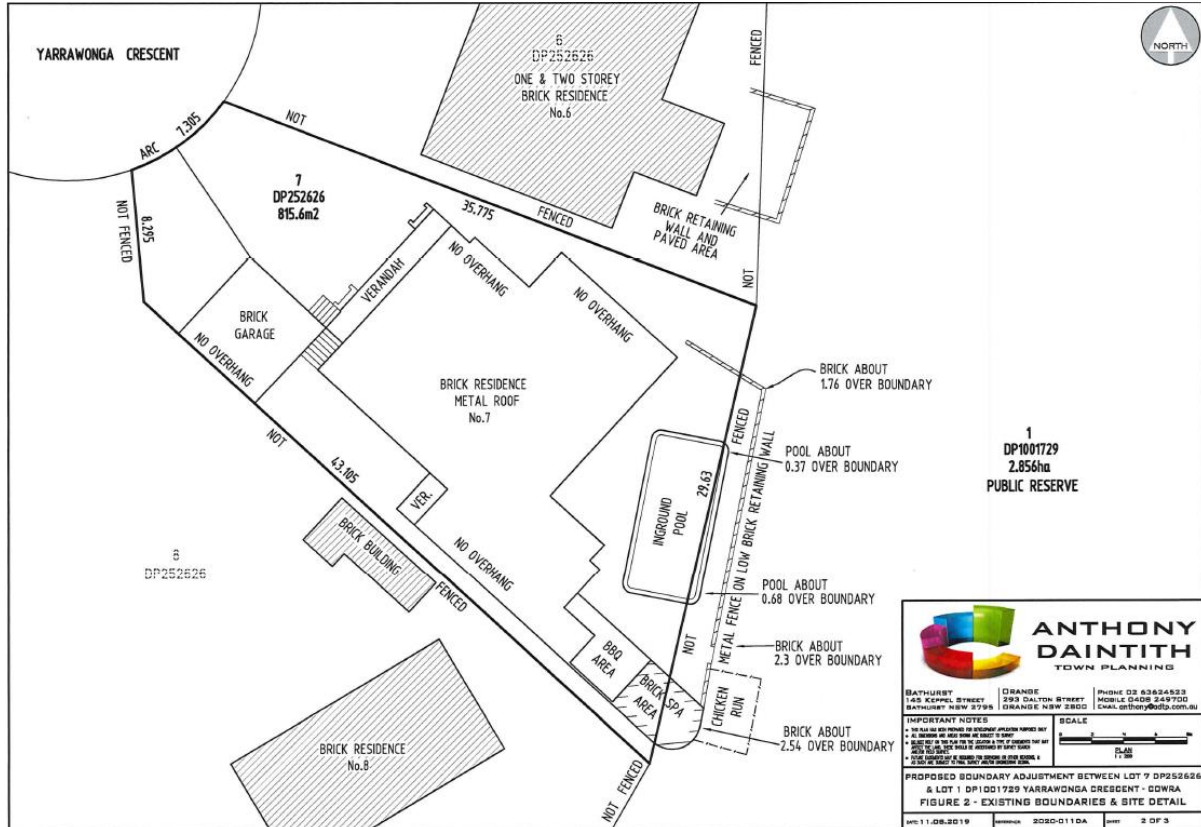 YARRAWONGA CRESCENT
NORTH
6
DP252626
ONE & TWO STOREY
BRICK RESIDENCE
No.6
FENCED
NOT
ARC 7.305
7
DP252626
815.6m2
8.295
NOT FENCED
35.775
FENCED
BRICK RETAINING
WALL AND
PAVED AREA
NOT
VERANDAH
NO OVERHANG
NO OVERHANG
BRICK
GARAGE
NO OVERHANG
BRICK RESIDENCE
METAL ROOF
No.7
BRICK ABOUT
1.76 OVER BOUNDARY
FENCED
1
DP1001729
2.856ha
PUBLIC RESERVE
POOL ABOUT
0.37 OVER BOUNDARY
29.63
INGROUND
POOL
METAL FENCE ON LOW BRICK RETAINING WALL
NOT
43.105
VER.
BRICK BUILDING
NO OVERHANG
FENCED
8
DP252626
POOL ABOUT
0.68 OVER BOUNDARY
NOT
BRICK ABOUT
2.3 OVER BOUNDARY
BBQ
AREA
BRICK SPA
AREA
CHICKEN
RUN
BRICK ABOUT
2.54 OVER BOUNDARY
BRICK RESIDENCE
No.8
NOT FENCED
ANTHONY
DAINTITH
TOWN PLANNING
BATHURST
145 KEPPEL STREET
BATHURST NSW 2795
ORANGE
293 DALTON STREET
ORANGE NSW 2800
PHONE 02 63624523
MOBILE 0408 249700
EMAIL anthony@adtp.com.au
IMPORTANT NOTES
SCALE
PLAN
PROPOSED BOUNDARY ADJUSTMENT BETWEEN LOT 7 DP252626
& LOT 1 DP1001729 YARRAWONGA CRESCENT - COWRA
FIGURE 2 - EXISTING BOUNDARIES & SITE DETAIL
DATE: 11.06.2019
REFERENCE: 2020-011DA
SHEET: 2 OF 3